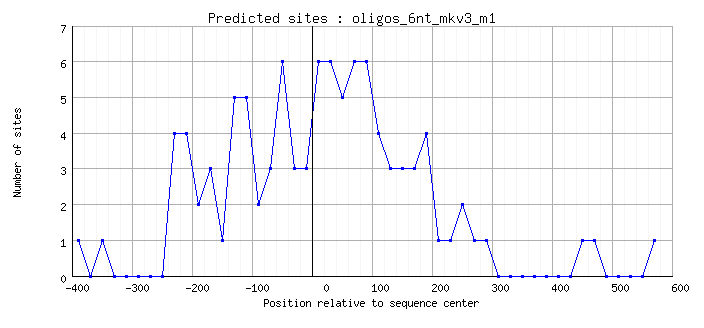 Predicted sites : oligos_6nt_mkv3_m1
7
6
5
4
3
2
1
0
Number of sites
-400 -300 -200 -100 0 100 200 300 400 500 600
Position relative to sequence center